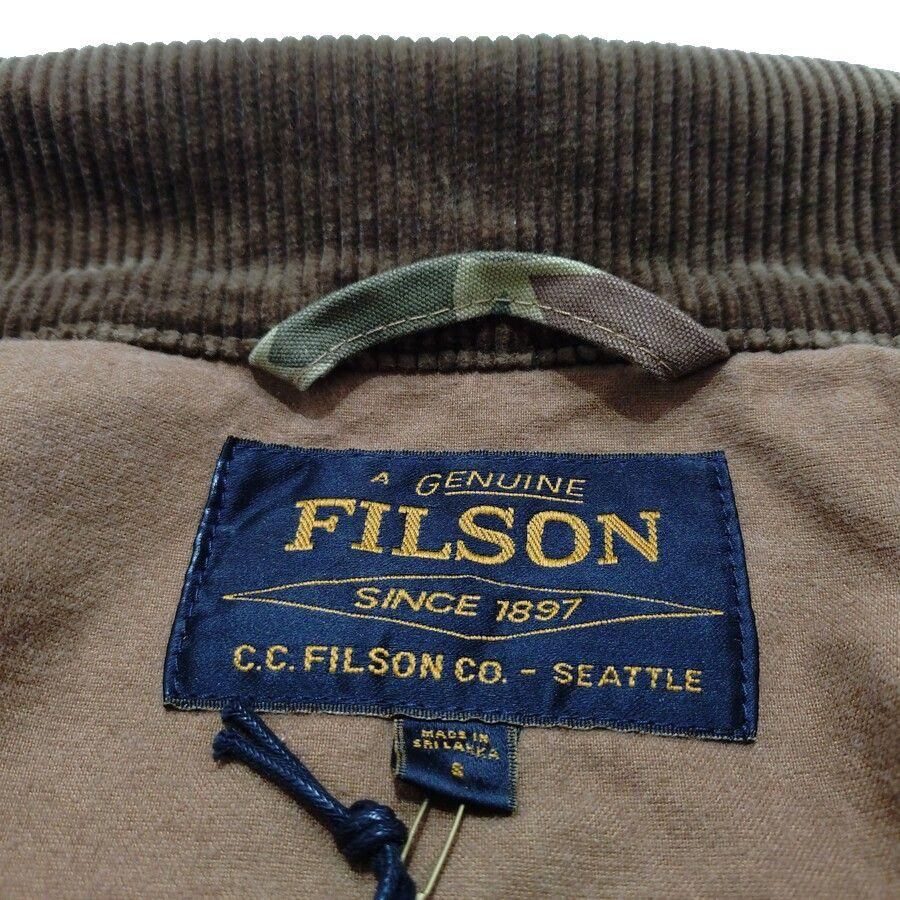 A GENUINE
FILSON
SINCE 1897
C.C. FILSON CO. - SEATTLE
MADE IN
SRI LANKA
S